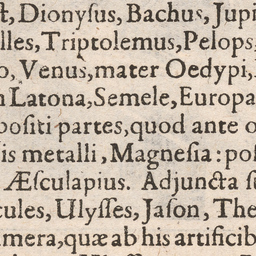 t, Dionyſus, Bachus, Jupi
lles, Triptolemus, Pelops,
o, Venus, mater Oedypi,
n Latona, Semele, Europa
poſiti partes, quod ante o
is metalli, Magneſia: poſ
Æſculapius. Adjuncta ſ
cules, Ulyſſes, Jaſon, The
mera, quæ ab his artificib